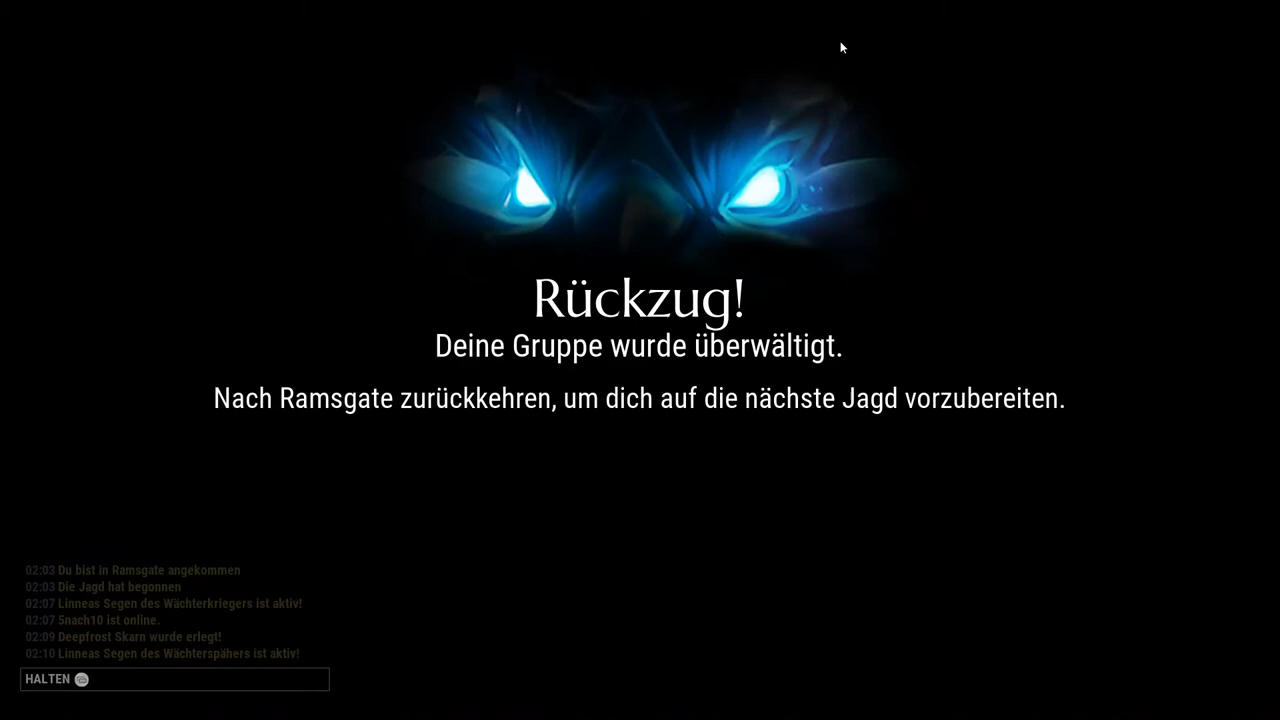 Rückzug!
Deine Gruppe wurde überwältigt.
Nach Ramsgate zurückkehren, um dich auf die nächste Jagd vorzubereiten.
02:03 Du bist in Ramsgate angekommen
02:03 Die Jagd hat begonnen
02:07 Linneas Segen des Wächterkriegers ist aktiv!
02:07 5nach10 ist online.
02:09 Deepfrost Skarn wurde erlegt!
02:10 Linneas Segen des Wächterspähers ist aktiv!
HALTEN